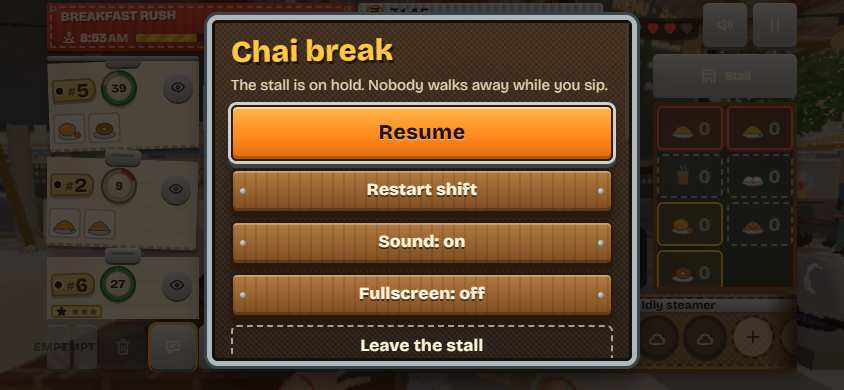 BREAKFAST RUSH
8:53 AM
#5
39
#2
9
#6
27
Chai break
The stall is on hold. Nobody walks away while you sip.
Resume
Restart shift
Sound: on
Fullscreen: off
Leave the stall
Stall
0
0
0
0
0
0
0
Idly steamer